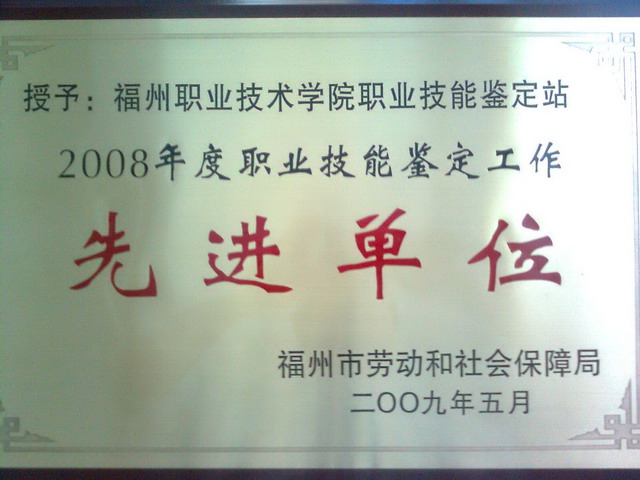 授予：福州职业技术学院职业技能鉴定站
2008年度职业技能鉴定工作
先进单位
福州市劳动和社会保障局
二〇〇九年五月